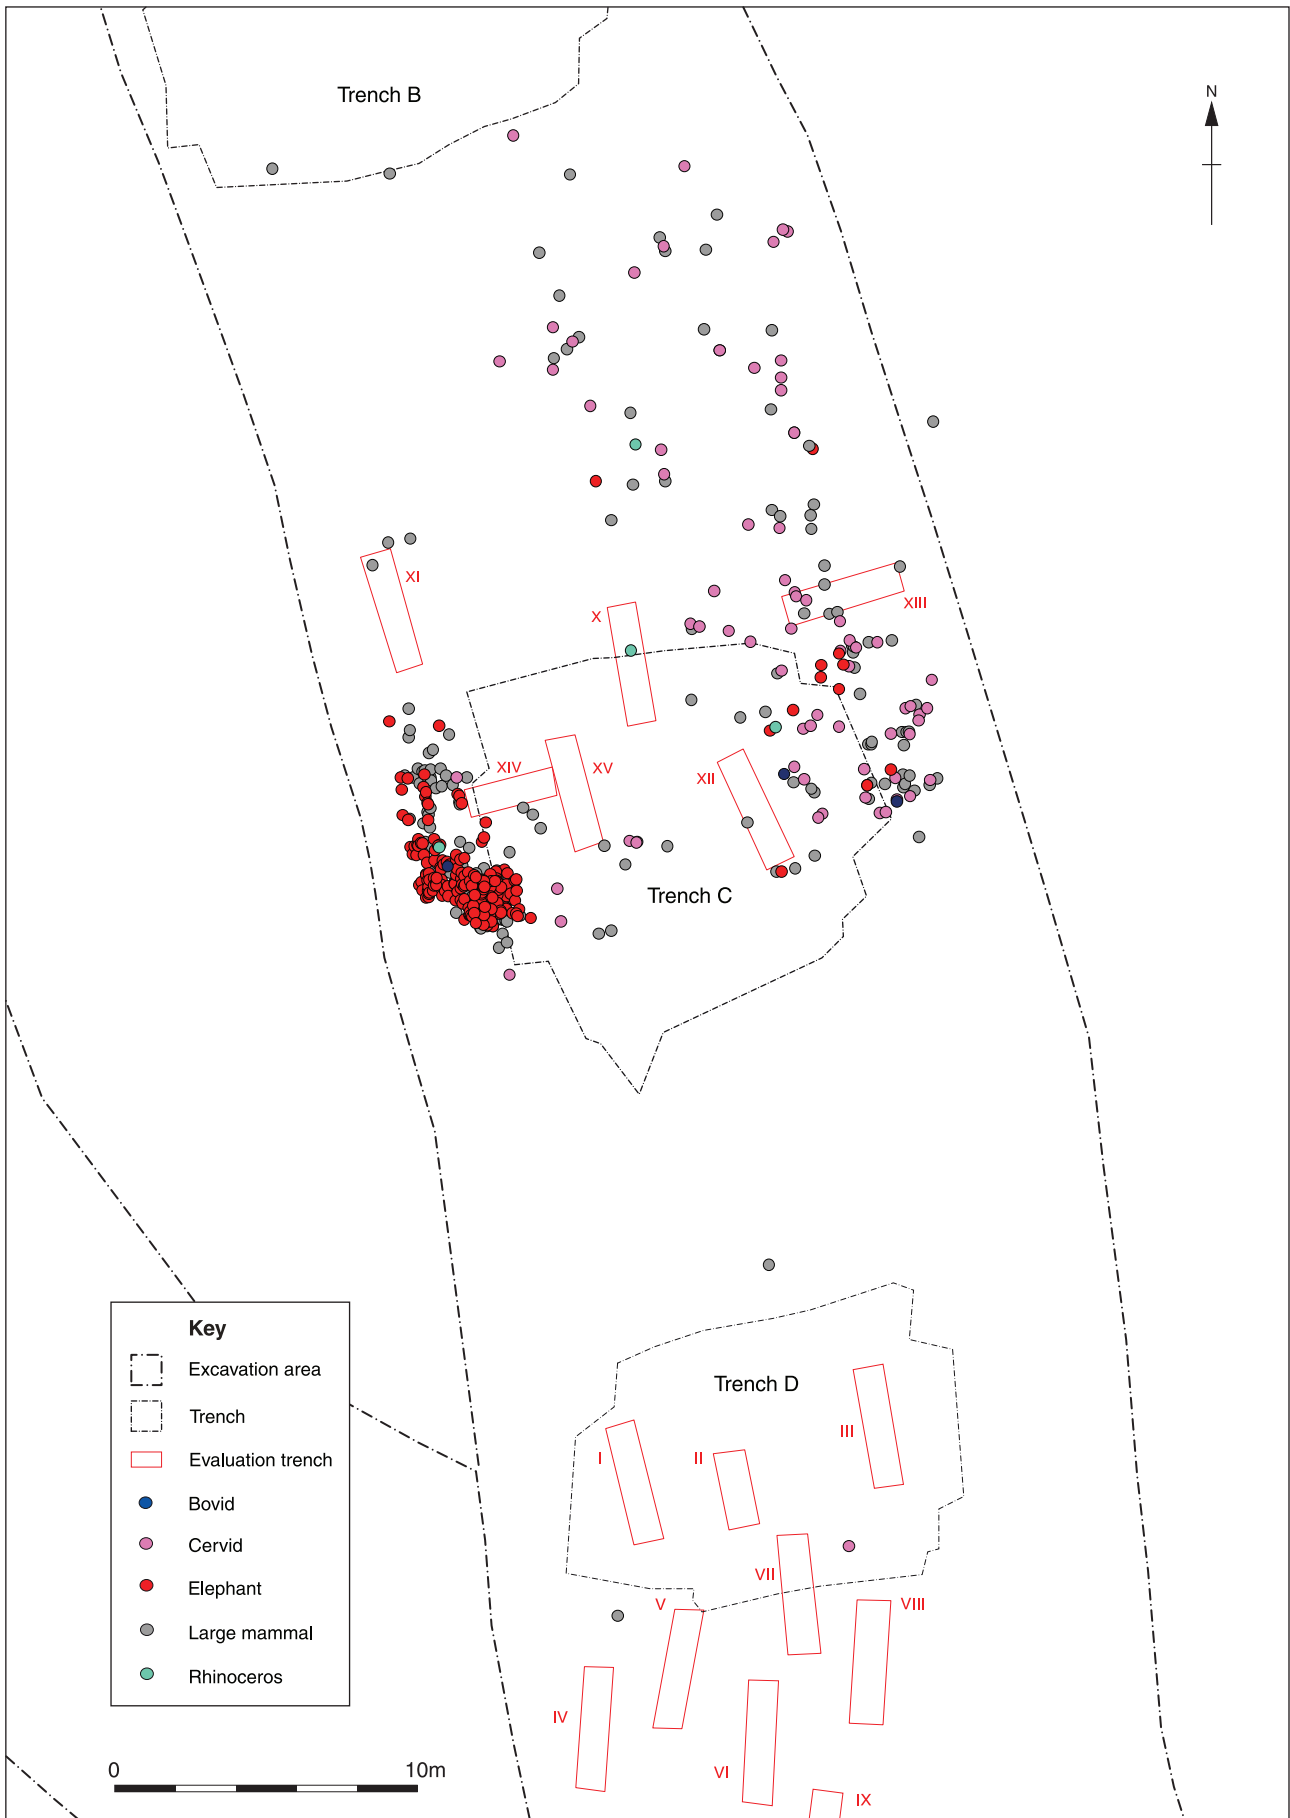 Trench B
N
XI
X
XIII
XIV
XV
XII
Trench C
Trench D
III
I
II
VII
V
VIII
IV
VI
IX
Key
Excavation area
Trench
Evaluation trench
Bovid
Cervid
Elephant
Large mammal
Rhinoceros
0
10m